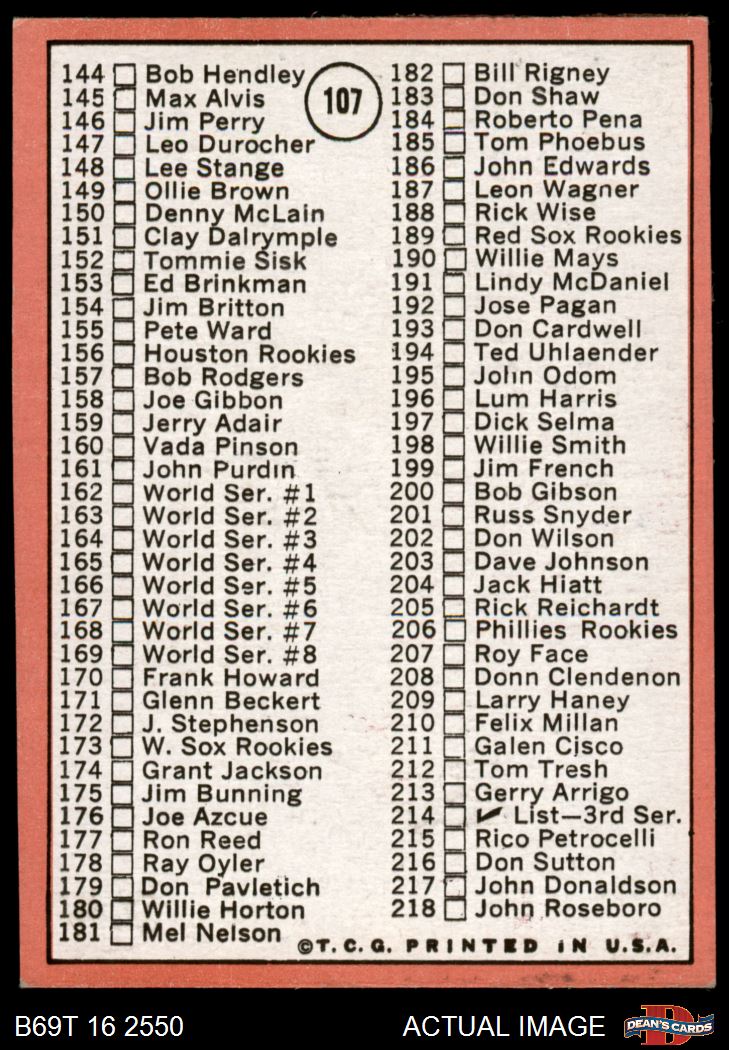 107
144 Bob Hendley
145 Max Alvis
146 Jim Perry
147 Leo Durocher
148 Lee Stange
149 Ollie Brown
150 Denny McLain
151 Clay Dalrymple
152 Tommie Sisk
153 Ed Brinkman
154 Jim Britton
155 Pete Ward
156 Houston Rookies
157 Bob Rodgers
158 Joe Gibbon
159 Jerry Adair
160 Vada Pinson
161 John Purdin
162 World Ser. #1
163 World Ser. #2
164 World Ser. #3
165 World Ser. #4
166 World Ser. #5
167 World Ser. #6
168 World Ser. #7
169 World Ser. #8
170 Frank Howard
171 Glenn Beckert
172 J. Stephenson
173 W. Sox Rookies
174 Grant Jackson
175 Jim Bunning
176 Joe Azcue
177 Ron Reed
178 Ray Oyler
179 Don Pavletich
180 Willie Horton
181 Mel Nelson
182 Bill Rigney
183 Don Shaw
184 Roberto Pena
185 Tom Phoebus
186 John Edwards
187 Leon Wagner
188 Rick Wise
189 Red Sox Rookies
190 Willie Mays
191 Lindy McDaniel
192 Jose Pagan
193 Don Cardwell
194 Ted Uhlaender
195 John Odom
196 Lum Harris
197 Dick Selma
198 Willie Smith
199 Jim French
200 Bob Gibson
201 Russ Snyder
202 Don Wilson
203 Dave Johnson
204 Jack Hiatt
205 Rick Reichardt
206 Phillies Rookies
207 Roy Face
208 Donn Clendenon
209 Larry Haney
210 Felix Millan
211 Galen Cisco
212 Tom Tresh
213 Gerry Arrigo
214 ✔ List—3rd Ser.
215 Rico Petrocelli
216 Don Sutton
217 John Donaldson
218 John Roseboro
©T.C.G. PRINTED IN U.S.A.
B69T 16 2550
ACTUAL IMAGE
D
DEAN'S CARDS